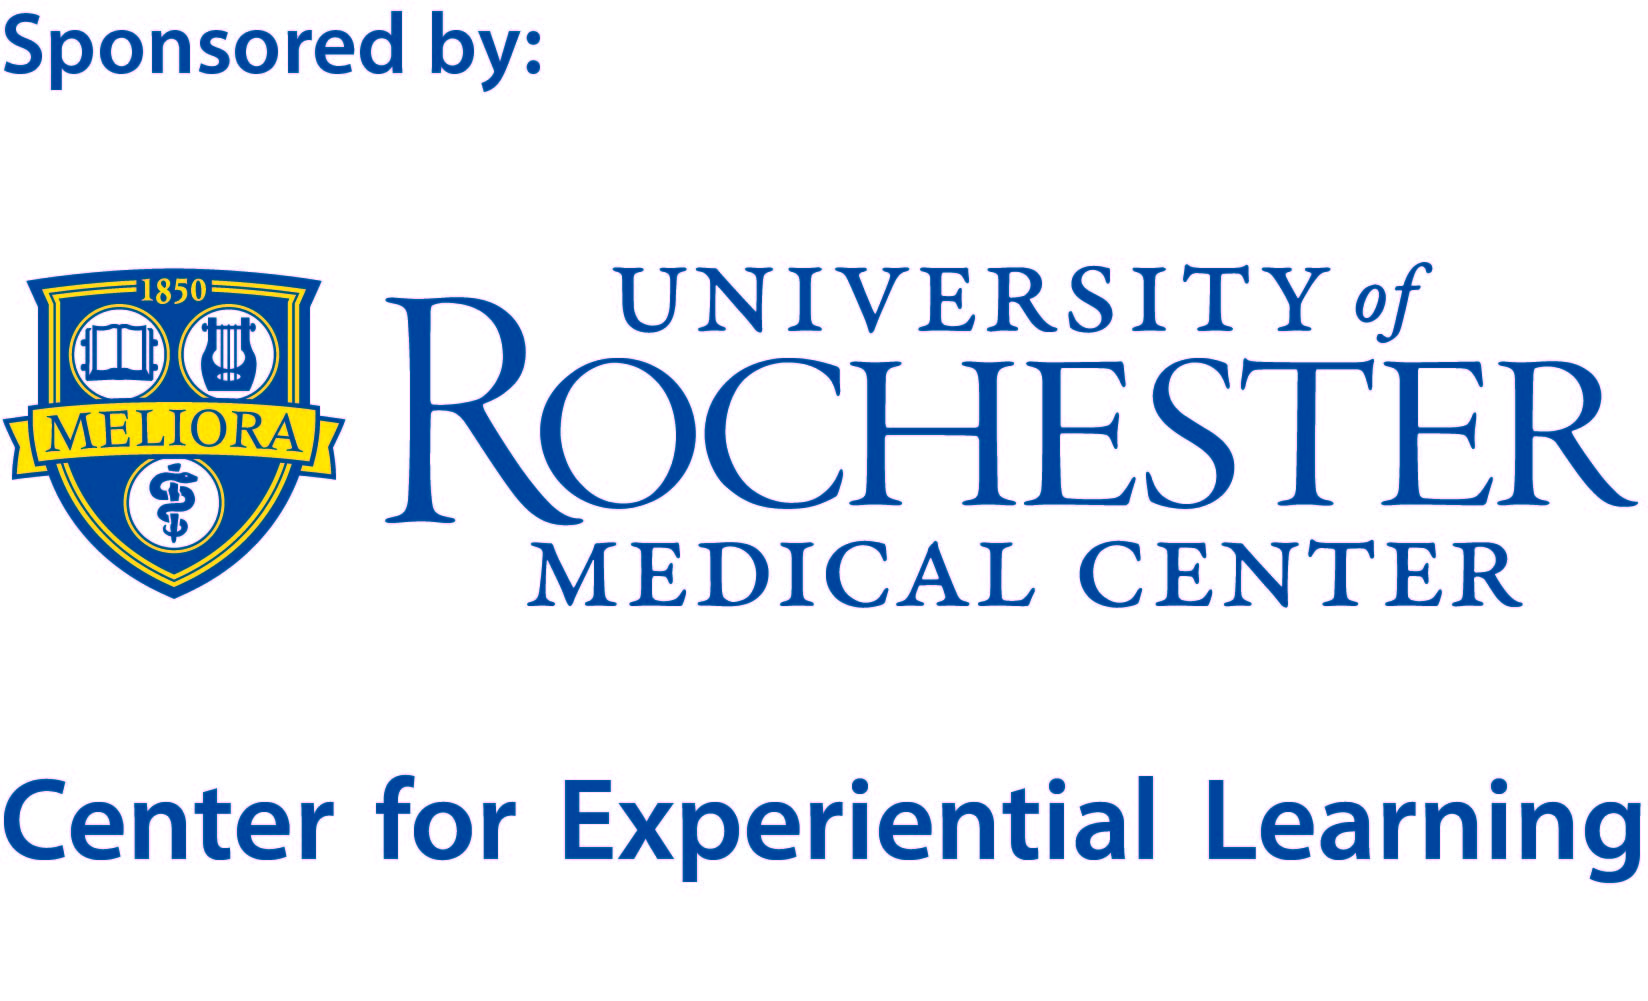 Sponsored by:
1850
MELIORA
UNIVERSITY of
ROCHESTER
MEDICAL CENTER
Center for Experiential Learning